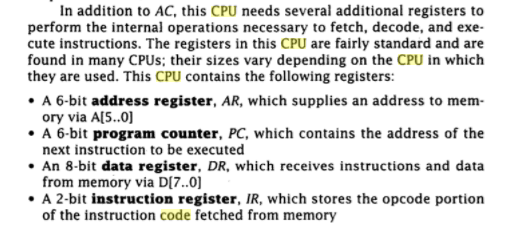 In addition to AC, this CPU needs several additional registers to
perform the internal operations necessary to fetch, decode, and exe-
cute instructions. The registers in this CPU are fairly standard and are
found in many CPUs; their sizes vary depending on the CPU in which
they are used. This CPU contains the following registers:
• A 6-bit address register, AR, which supplies an address to mem-
ory via A[5..0]
• A 6-bit program counter, PC, which contains the address of the
next instruction to be executed
• An 8-bit data register, DR, which receives instructions and data
from memory via D[7..0]
• A 2-bit instruction register, IR, which stores the opcode portion
of the instruction code fetched from memory